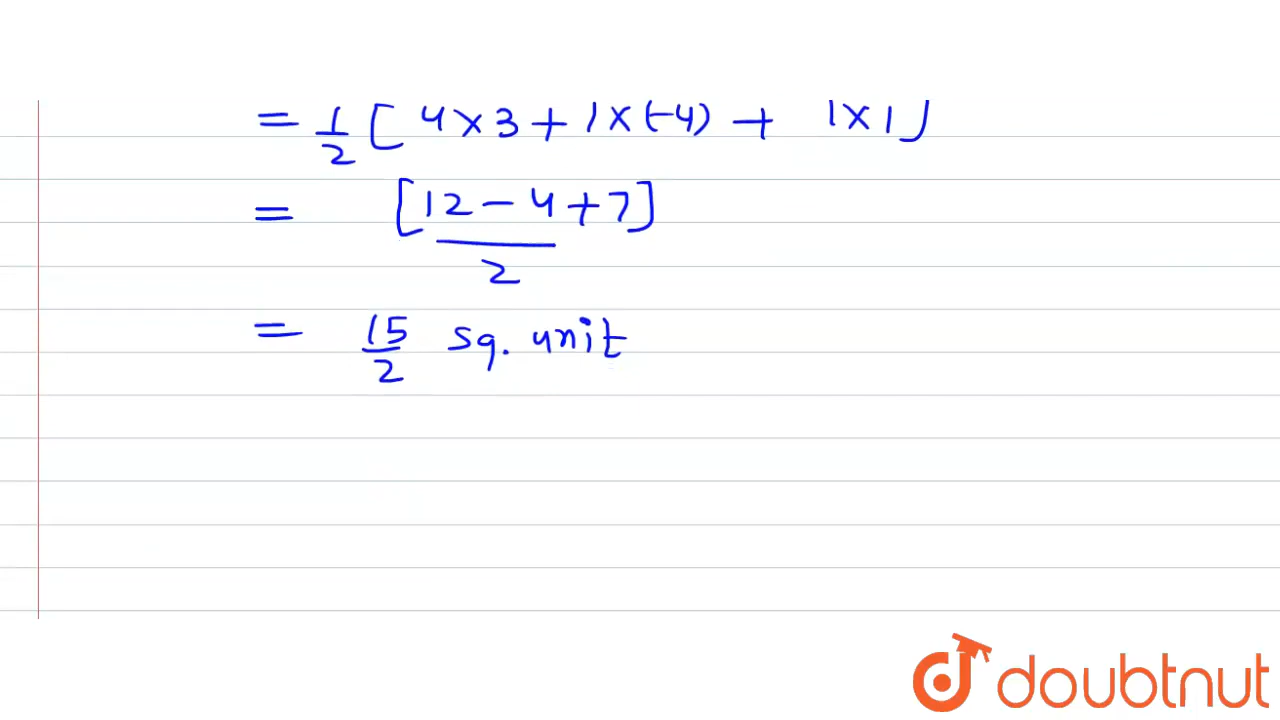 = 1/2 [ 4×3 + 1×(-4) + 1×1 ]
= [12 - 4 + 7]/2
= 15/2 sq. unit
doubtnut